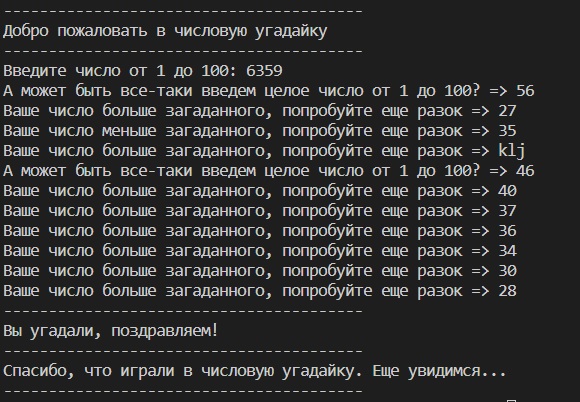 ----------------------------------------
Добро пожаловать в числовую угадайку
----------------------------------------
Введите число от 1 до 100: 6359
А может быть все-таки введем целое число от 1 до 100? => 56
Ваше число больше загаданного, попробуйте еще разок => 27
Ваше число меньше загаданного, попробуйте еще разок => 35
Ваше число больше загаданного, попробуйте еще разок => klj
А может быть все-таки введем целое число от 1 до 100? => 46
Ваше число больше загаданного, попробуйте еще разок => 40
Ваше число больше загаданного, попробуйте еще разок => 37
Ваше число больше загаданного, попробуйте еще разок => 36
Ваше число больше загаданного, попробуйте еще разок => 34
Ваше число больше загаданного, попробуйте еще разок => 30
Ваше число больше загаданного, попробуйте еще разок => 28
----------------------------------------
Вы угадали, поздравляем!
----------------------------------------
Спасибо, что играли в числовую угадайку. Еще увидимся...
----------------------------------------